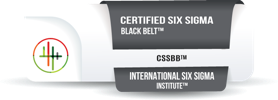 CERTIFIED SIX SIGMA
BLACK BELT™
CSSBB™
INTERNATIONAL SIX SIGMA
INSTITUTE™